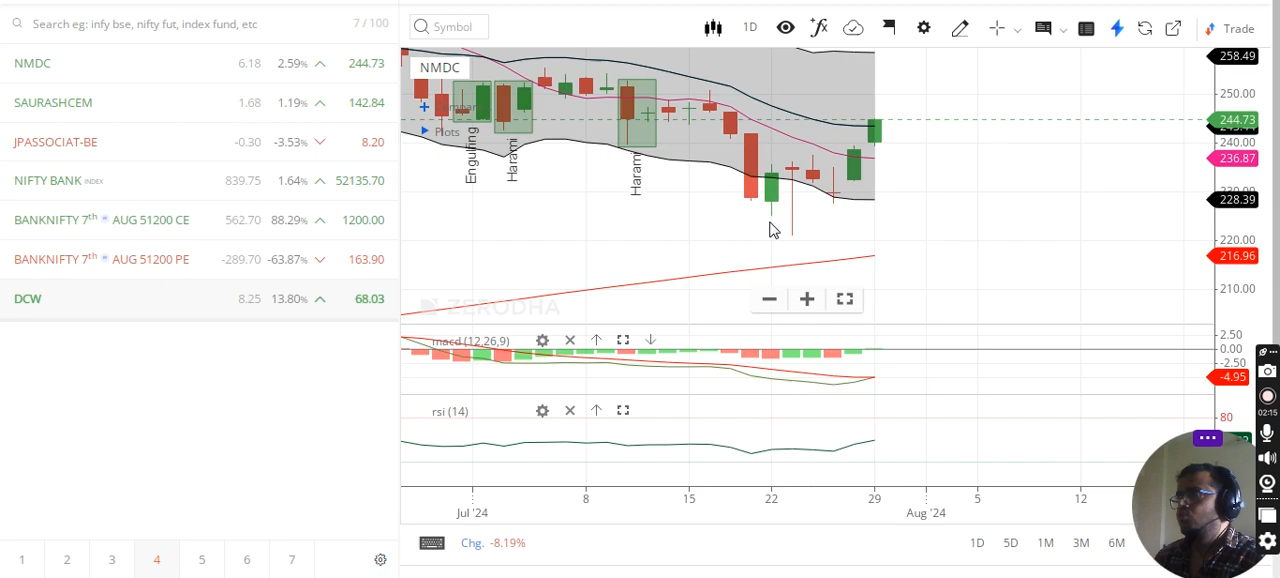 Search eg: infy bse, nifty fut, index fund, etc 7 / 100
NMDC 6.18 2.59% 244.73
SAURASHCEM 1.68 1.19% 142.84
JPASSOCIAT-BE -0.30 -3.53% 8.20
NIFTY BANK INDEX 839.75 1.64% 52135.70
BANKNIFTY 7th AUG 51200 CE 562.70 88.29% 1200.00
BANKNIFTY 7th AUG 51200 PE -289.70 -63.87% 163.90
DCW 8.25 13.80% 68.03
1 2 3 4 5 6 7
Symbol 1D Trade
NMDC
Plots
Engulfing
Harami
Harami
ZERODHA
258.49
250.00
244.73
240.00
236.87
228.39
220.00
216.96
210.00
macd (12,26,9)
2.50
0.00
-2.50
-4.95
rsi (14)
80
8 15 22 29 5 12
Jul '24 Aug '24
Chg. -8.19% 1D 5D 1M 3M 6M
02:15